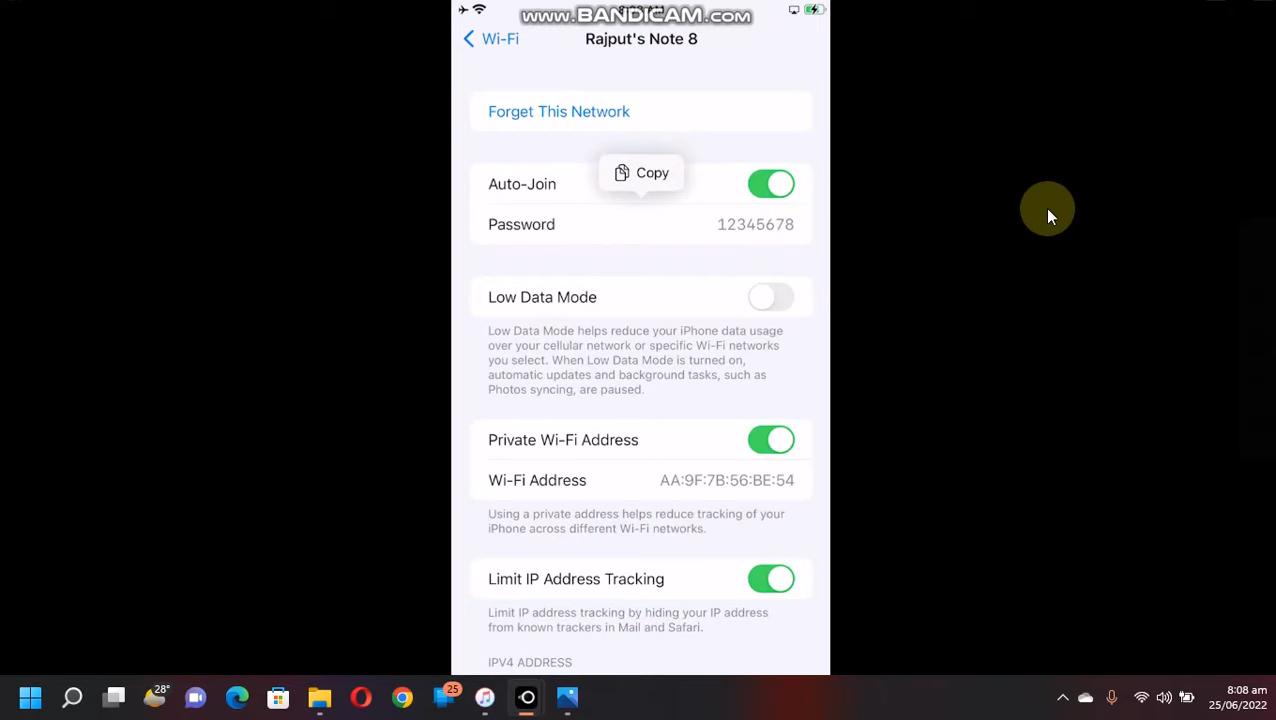 www.BANDICAM.com
Wi-Fi
Rajput's Note 8
Forget This Network
Copy
Auto-Join
Password 12345678
Low Data Mode
Low Data Mode helps reduce your iPhone data usage
over your cellular network or specific Wi-Fi networks
you select. When Low Data Mode is turned on,
automatic updates and background tasks, such as
Photos syncing, are paused.
Private Wi-Fi Address
Wi-Fi Address AA:9F:7B:56:BE:54
Using a private address helps reduce tracking of your
iPhone across different Wi-Fi networks.
Limit IP Address Tracking
Limit IP address tracking by hiding your IP address
from known trackers in Mail and Safari.
IPV4 ADDRESS
28°
25
8:08 am
25/06/2022